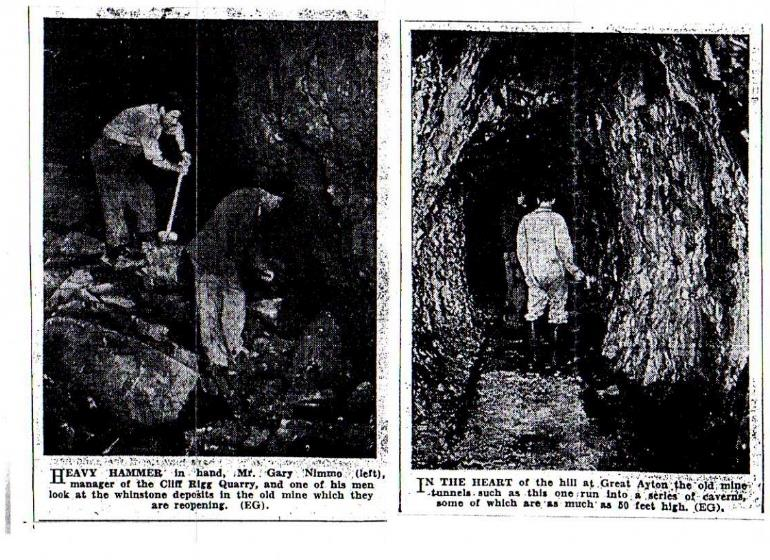 HEAVY HAMMER in hand, Mr. Gary Nimmo (left),
manager of the Cliff Rigg Quarry, and one of his men
look at the whinstone deposits in the old mine which they
are reopening. (EG).
IN THE HEART of the hill at Great Ayton the old mine
tunnels such as this one run into a series of caverns,
some of which are as much as 50 feet high. (EG).